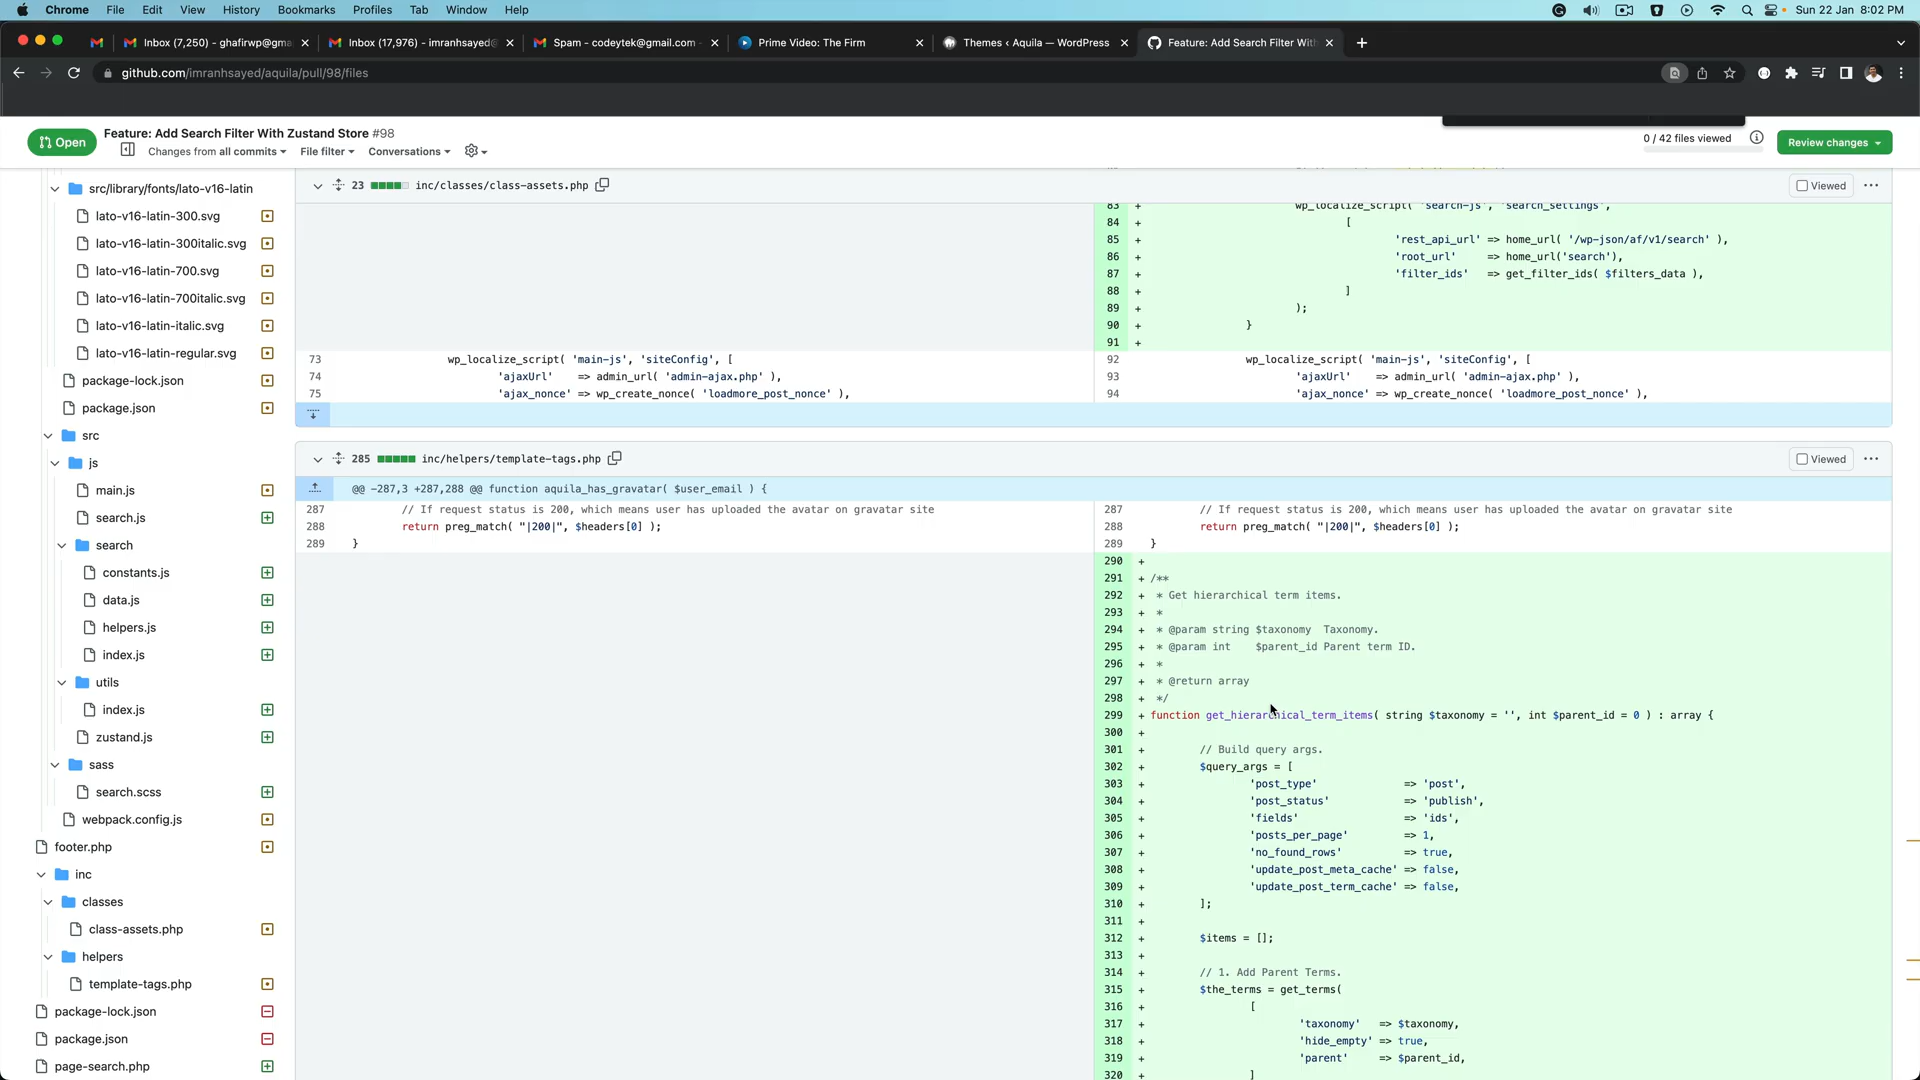 Chrome File Edit View History Bookmarks Profiles Tab Window Help Sun 22 Jan 8:02 PM
Inbox (7,250) - ghafirwp@gma Inbox (17,976) - imranhsayed@ Spam - codeytek@gmail.com - Prime Video: The Firm Themes ‹ Aquila — WordPress Feature: Add Search Filter With
github.com/imranhsayed/aquila/pull/98/files
Open
Feature: Add Search Filter With Zustand Store #98
Changes from all commits File filter Conversations
0 / 42 files viewed
Review changes
src/library/fonts/lato-v16-latin
lato-v16-latin-300.svg
lato-v16-latin-300italic.svg
lato-v16-latin-700.svg
lato-v16-latin-700italic.svg
lato-v16-latin-italic.svg
lato-v16-latin-regular.svg
package-lock.json
package.json
src
js
main.js
search.js
search
constants.js
data.js
helpers.js
index.js
utils
index.js
zustand.js
sass
search.scss
webpack.config.js
footer.php
inc
classes
class-assets.php
helpers
template-tags.php
package-lock.json
package.json
page-search.php
23 inc/classes/class-assets.php Viewed
83 + wp_localize_script( 'search-js', 'search_settings',
84 + [
85 + 'rest_api_url' => home_url( '/wp-json/af/v1/search' ),
86 + 'root_url' => home_url('search'),
87 + 'filter_ids' => get_filter_ids( $filters_data ),
88 + ]
89 + );
90 + }
91 +
73 wp_localize_script( 'main-js', 'siteConfig', [ 92 wp_localize_script( 'main-js', 'siteConfig', [
74 'ajaxUrl' => admin_url( 'admin-ajax.php' ), 93 'ajaxUrl' => admin_url( 'admin-ajax.php' ),
75 'ajax_nonce' => wp_create_nonce( 'loadmore_post_nonce' ), 94 'ajax_nonce' => wp_create_nonce( 'loadmore_post_nonce' ),
285 inc/helpers/template-tags.php Viewed
@@ -287,3 +287,288 @@ function aquila_has_gravatar( $user_email ) {
287 // If request status is 200, which means user has uploaded the avatar on gravatar site 287 // If request status is 200, which means user has uploaded the avatar on gravatar site
288 return preg_match( "|200|", $headers[0] ); 288 return preg_match( "|200|", $headers[0] );
289 } 289 }
290 +
291 + /**
292 + * Get hierarchical term items.
293 + *
294 + * @param string $taxonomy Taxonomy.
295 + * @param int $parent_id Parent term ID.
296 + *
297 + * @return array
298 + */
299 + function get_hierarchical_term_items( string $taxonomy = '', int $parent_id = 0 ) : array {
300 +
301 + // Build query args.
302 + $query_args = [
303 + 'post_type' => 'post',
304 + 'post_status' => 'publish',
305 + 'fields' => 'ids',
306 + 'posts_per_page' => 1,
307 + 'no_found_rows' => true,
308 + 'update_post_meta_cache' => false,
309 + 'update_post_term_cache' => false,
310 + ];
311 +
312 + $items = [];
313 +
314 + // 1. Add Parent Terms.
315 + $the_terms = get_terms(
316 + [
317 + 'taxonomy' => $taxonomy,
318 + 'hide_empty' => true,
319 + 'parent' => $parent_id,
320 + ]